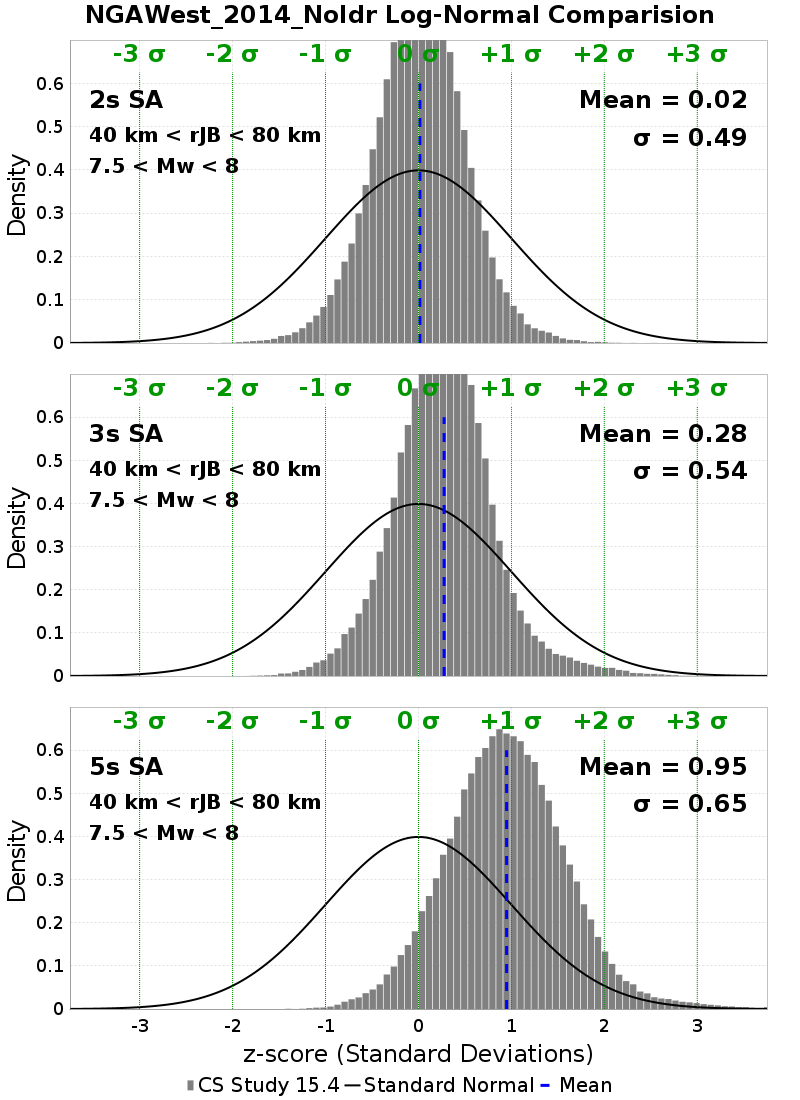 NGAWest_2014_NoIdr Log-Normal Comparision
-3 σ -2 σ -1 σ 0 σ +1 σ +2 σ +3 σ
2s SA
40 km < rJB < 80 km
7.5 < Mw < 8
Mean = 0.02
σ = 0.49
Density
0.6
0.5
0.4
0.3
0.2
0.1
0
-3 σ -2 σ -1 σ 0 σ +1 σ +2 σ +3 σ
3s SA
40 km < rJB < 80 km
7.5 < Mw < 8
Mean = 0.28
σ = 0.54
Density
0.6
0.5
0.4
0.3
0.2
0.1
0
-3 σ -2 σ -1 σ 0 σ +1 σ +2 σ +3 σ
5s SA
40 km < rJB < 80 km
7.5 < Mw < 8
Mean = 0.95
σ = 0.65
Density
0.6
0.5
0.4
0.3
0.2
0.1
0
-3 -2 -1 0 1 2 3
z-score (Standard Deviations)
CS Study 15.4 Standard Normal Mean